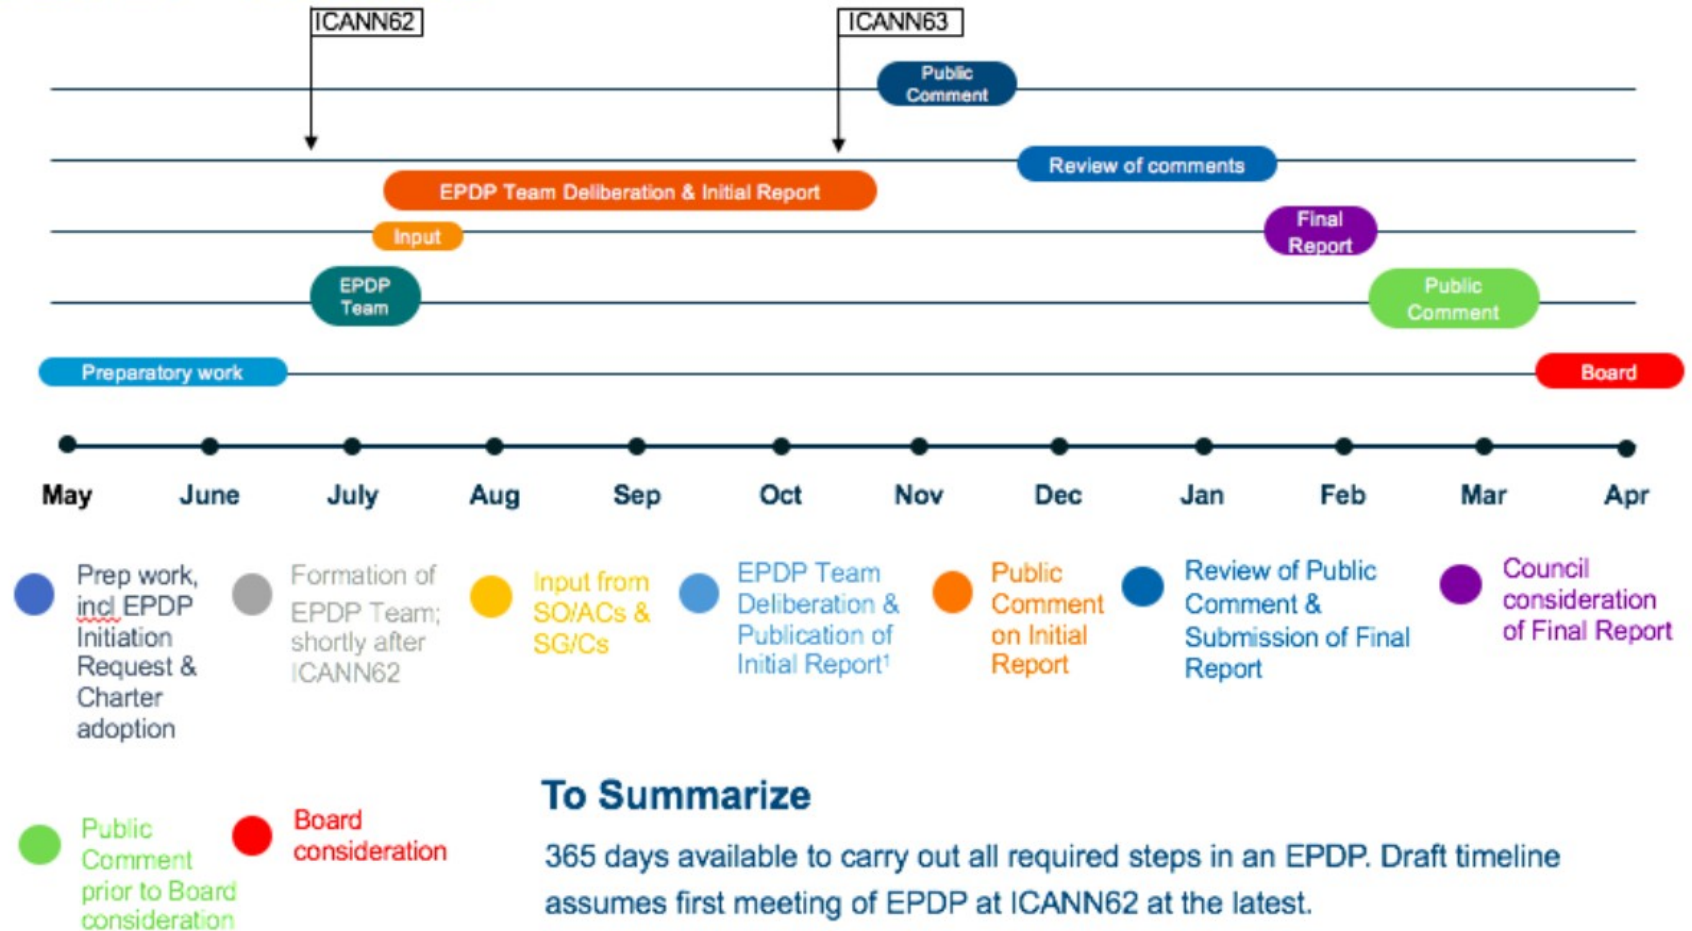 ICANN62
ICANN63
Public
Comment
Review of comments
EPDP Team Deliberation & Initial Report
Final
Report
Input
EPDP
Team
Public
Comment
Preparatory work
Board
May
June
July
Aug
Sep
Oct
Nov
Dec
Jan
Feb
Mar
Apr
Prep work,
incl EPDP
Initiation
Request &
Charter
adoption
Formation of
EPDP Team;
shortly after
ICANN62
Input from
SO/ACs &
SG/Cs
EPDP Team
Deliberation &
Publication of
Initial Report¹
Public
Comment
on Initial
Report
Review of Public
Comment &
Submission of Final
Report
Council
consideration
of Final Report
Public
Comment
prior to Board
consideration
Board
consideration
To Summarize
365 days available to carry out all required steps in an EPDP. Draft timeline
assumes first meeting of EPDP at ICANN62 at the latest.